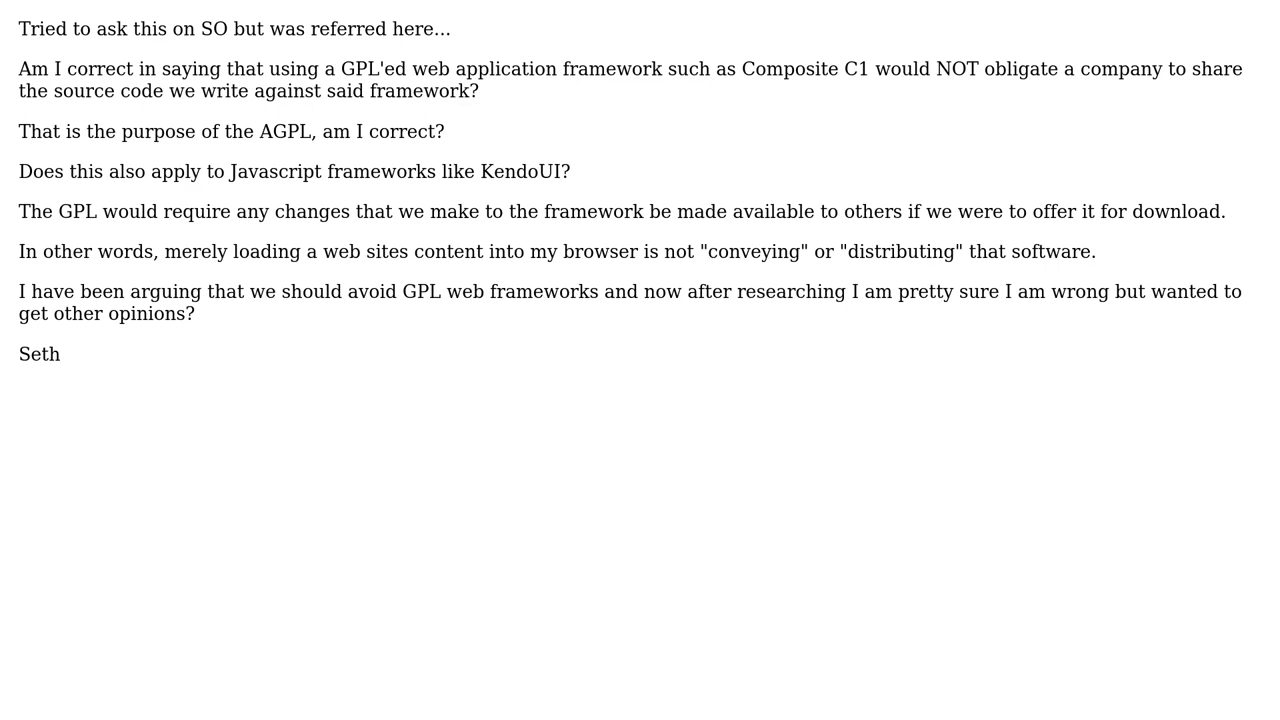 Tried to ask this on SO but was referred here...
Am I correct in saying that using a GPL'ed web application framework such as Composite C1 would NOT obligate a company to share
the source code we write against said framework?
That is the purpose of the AGPL, am I correct?
Does this also apply to Javascript frameworks like KendoUI?
The GPL would require any changes that we make to the framework be made available to others if we were to offer it for download.
In other words, merely loading a web sites content into my browser is not "conveying" or "distributing" that software.
I have been arguing that we should avoid GPL web frameworks and now after researching I am pretty sure I am wrong but wanted to
get other opinions?
Seth